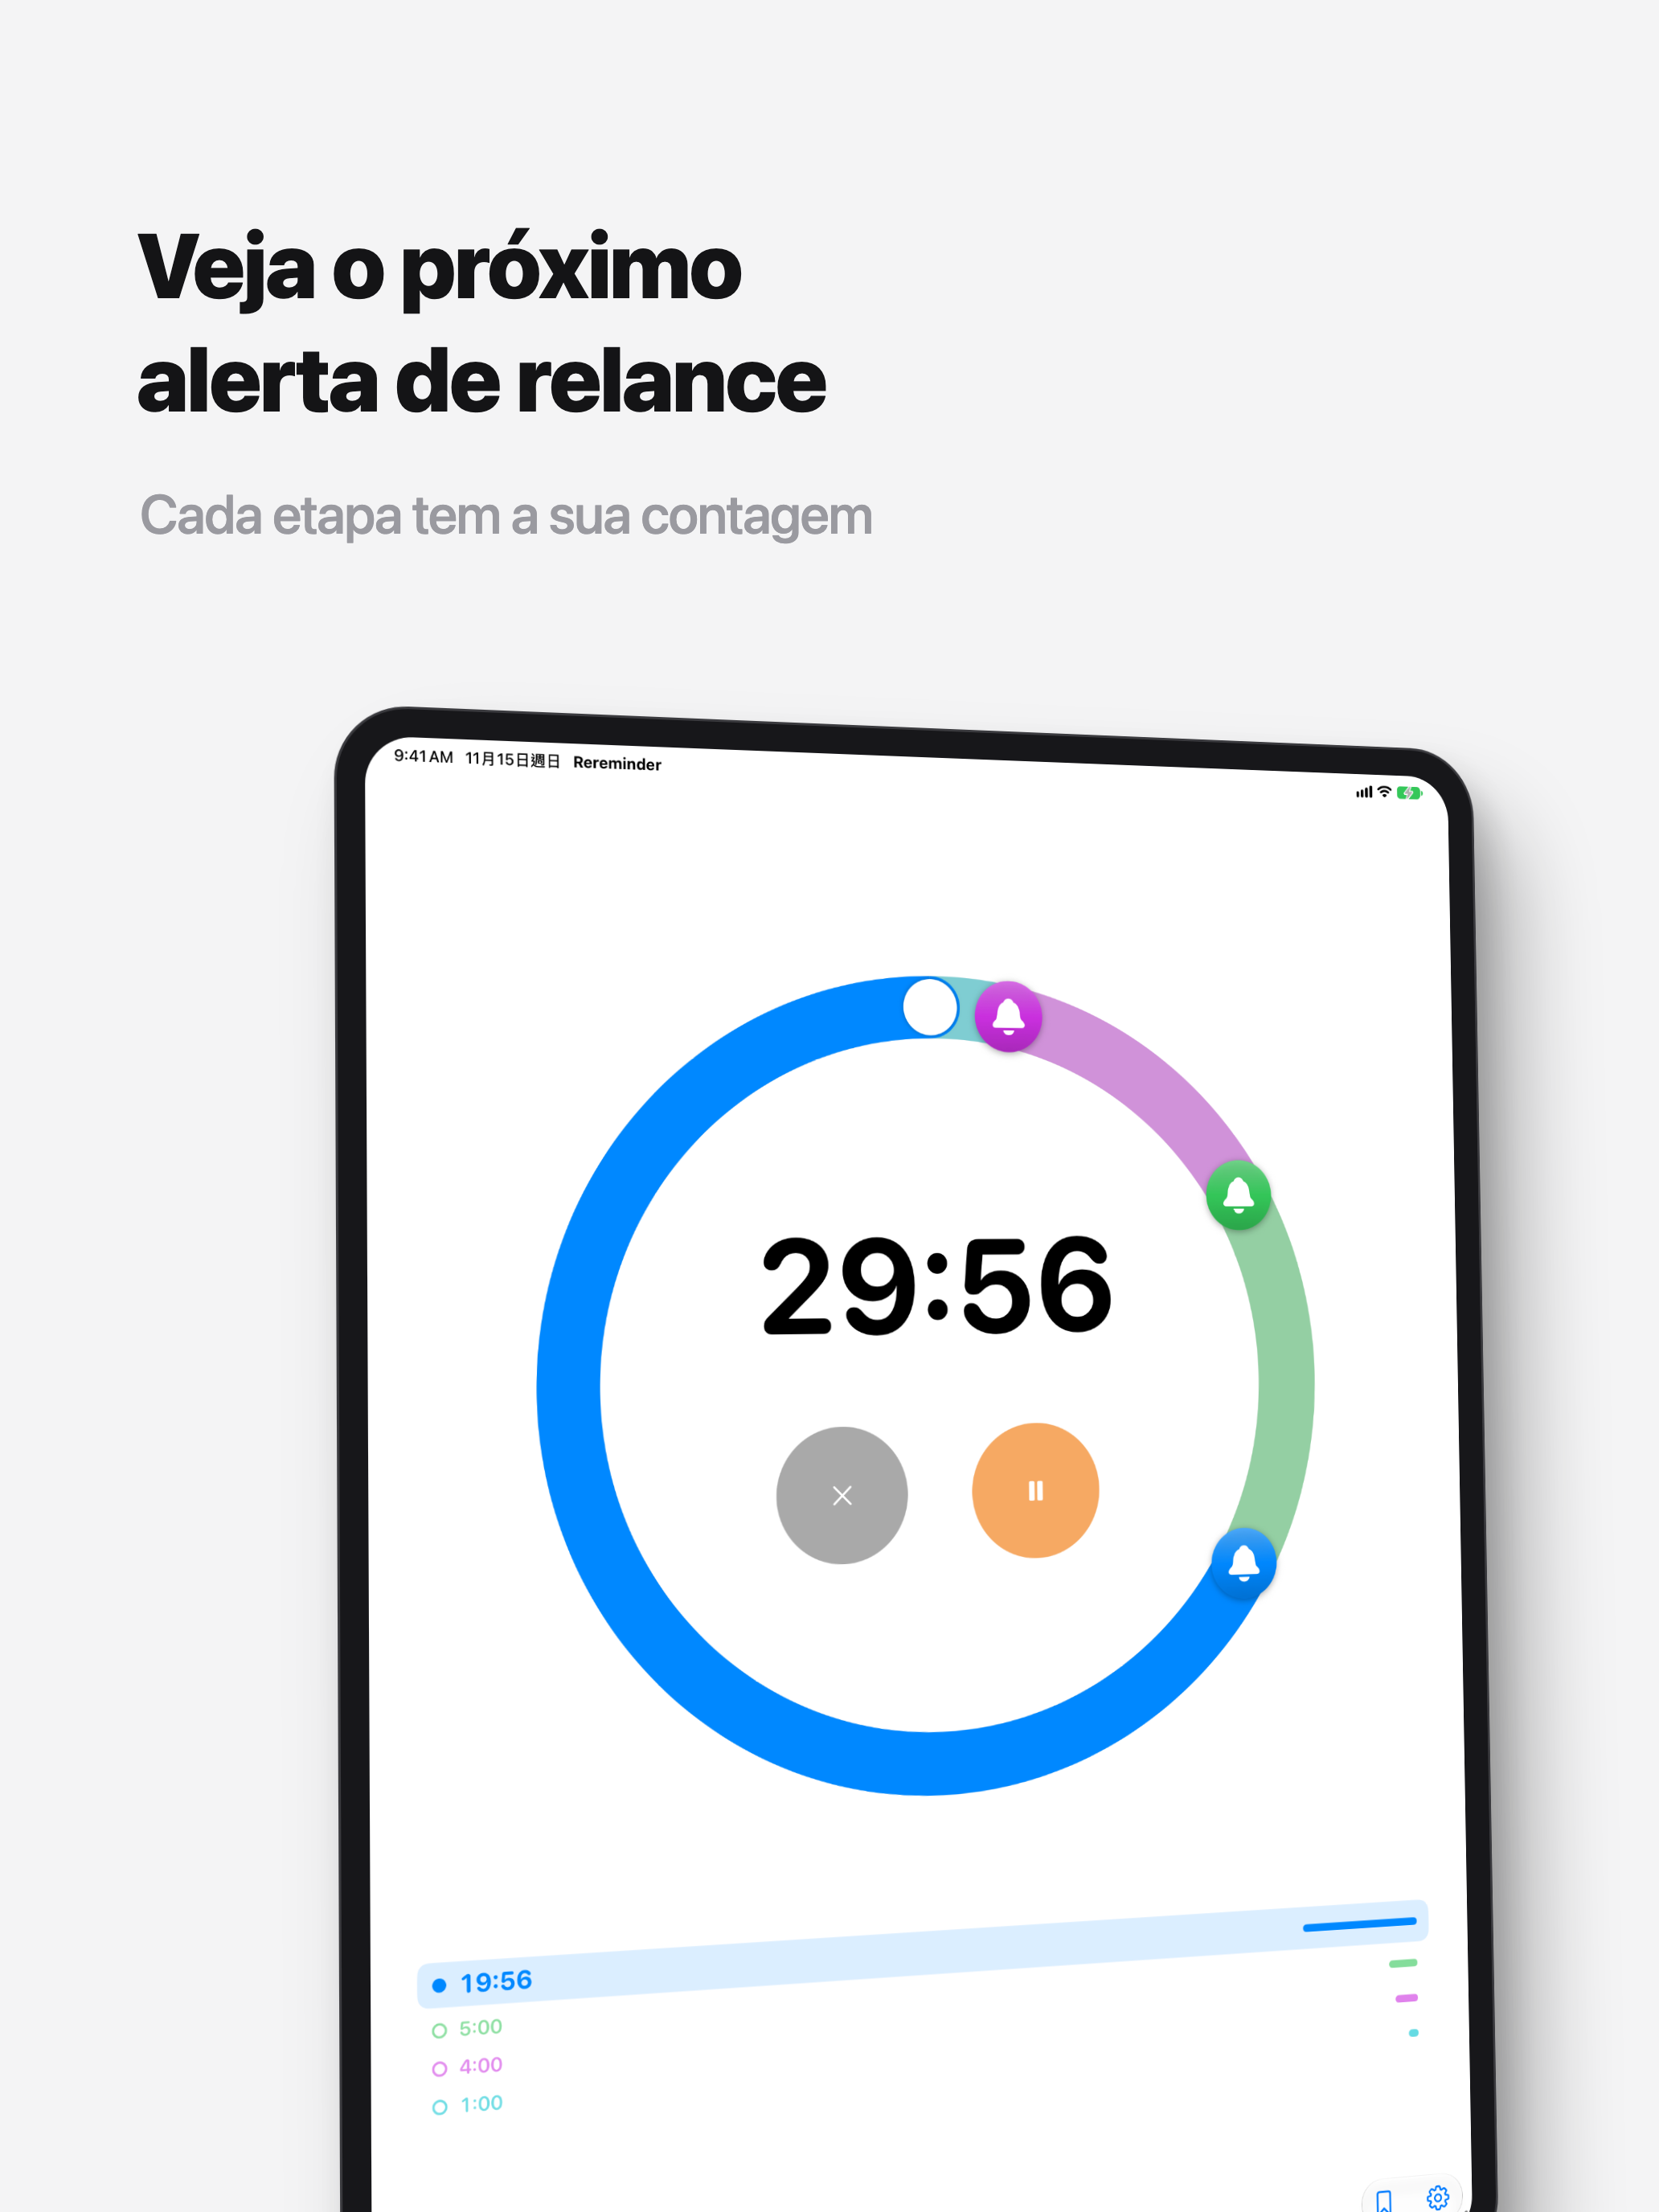 Veja o próximo
alerta de relance
Cada etapa tem a sua contagem
9:41 AM 11月15日週日 Rereminder
29:56
19:56
5:00
4:00
1:00